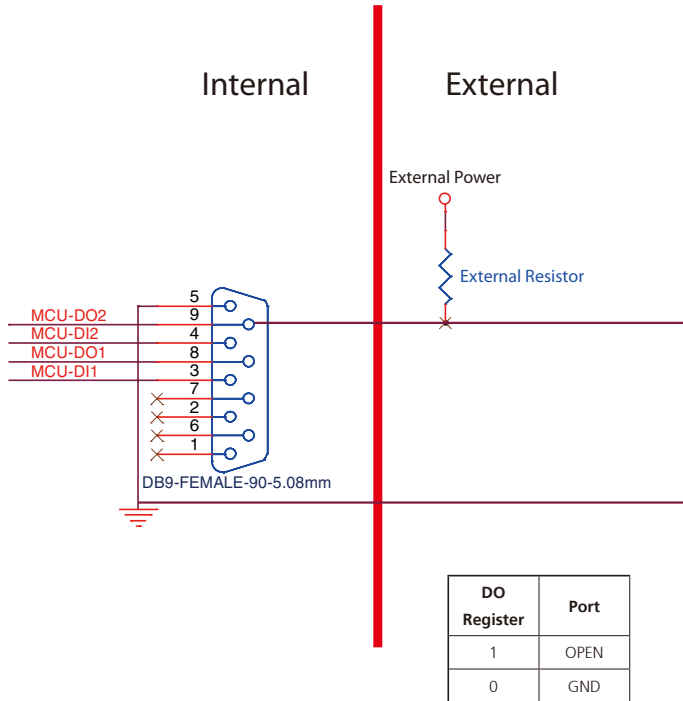 Internal
External
External Power
External Resistor
5
MCU-DO2
9
MCU-DI2
4
MCU-DO1
8
MCU-DI1
3
7
2
6
1
DB9-FEMALE-90-5.08mm
DO
Register
Port
1
OPEN
0
GND